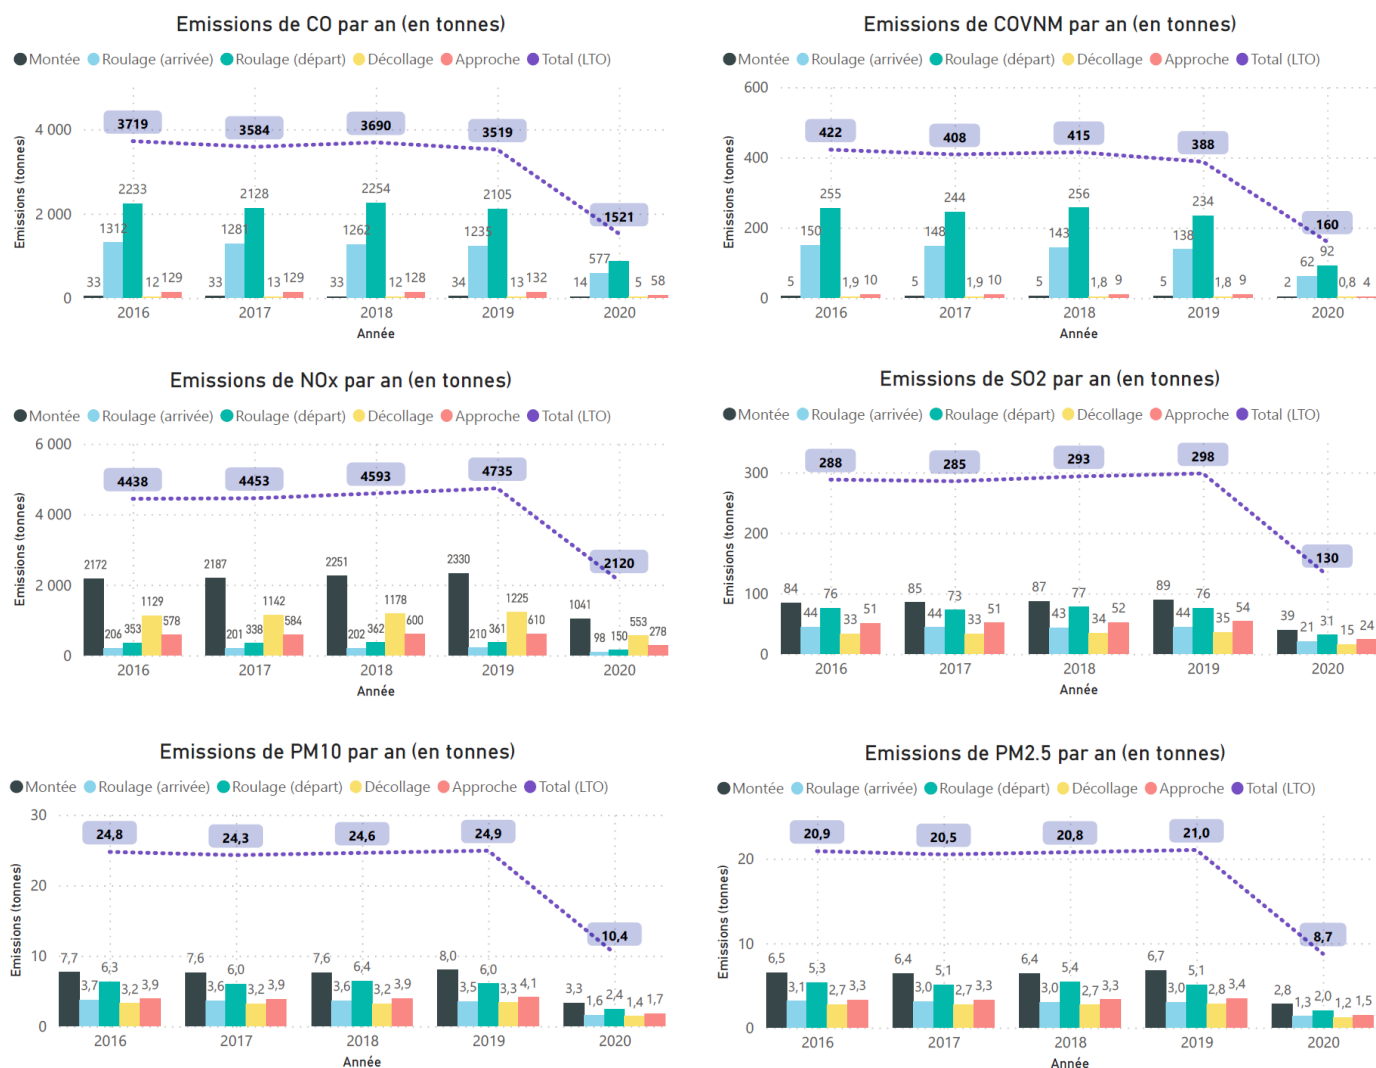 Emissions de CO par an (en tonnes)
Montée Roulage (arrivée) Roulage (départ) Décollage Approche Total (LTO)
Emissions (tonnes)
4 000
2 000
0
3719 3584 3690 3519 1521
33 1312 2233 12 129
33 1281 2128 13 129
33 1262 2254 12 128
34 1235 2105 13 132
14 577 5 58
2016 2017 2018 2019 2020
Année
Emissions de COVNM par an (en tonnes)
Montée Roulage (arrivée) Roulage (départ) Décollage Approche Total (LTO)
Emissions (tonnes)
600
400
200
0
422 408 415 388 160
5 150 255 1,9 10
5 148 244 1,9 10
5 143 256 1,8 9
5 138 234 1,8 9
2 62 92 0,8 4
2016 2017 2018 2019 2020
Année
Emissions de NOx par an (en tonnes)
Montée Roulage (arrivée) Roulage (départ) Décollage Approche Total (LTO)
Emissions (tonnes)
6 000
4 000
2 000
0
4438 4453 4593 4735 2120
2172 206 353 1129 578
2187 201 338 1142 584
2251 202 362 1178 600
2330 210 361 1225 610
1041 98 150 553 278
2016 2017 2018 2019 2020
Année
Emissions de SO2 par an (en tonnes)
Montée Roulage (arrivée) Roulage (départ) Décollage Approche Total (LTO)
Emissions (tonnes)
300
200
100
0
288 285 293 298 130
84 44 76 33 51
85 44 73 33 51
87 43 77 34 52
89 44 76 35 54
39 21 31 15 24
2016 2017 2018 2019 2020
Année
Emissions de PM10 par an (en tonnes)
Montée Roulage (arrivée) Roulage (départ) Décollage Approche Total (LTO)
Emissions (tonnes)
30
20
10
0
24,8 24,3 24,6 24,9 10,4
7,7 3,7 6,3 3,2 3,9
7,6 3,6 6,0 3,2 3,9
7,6 3,6 6,4 3,2 3,9
8,0 3,5 6,0 3,3 4,1
3,3 1,6 2,4 1,4 1,7
2016 2017 2018 2019 2020
Année
Emissions de PM2.5 par an (en tonnes)
Montée Roulage (arrivée) Roulage (départ) Décollage Approche Total (LTO)
Emissions (tonnes)
20
10
0
20,9 20,5 20,8 21,0 8,7
6,5 3,1 5,3 2,7 3,3
6,4 3,0 5,1 2,7 3,3
6,4 3,0 5,4 2,7 3,3
6,7 3,0 5,1 2,8 3,4
2,8 1,3 2,0 1,2 1,5
2016 2017 2018 2019 2020
Année